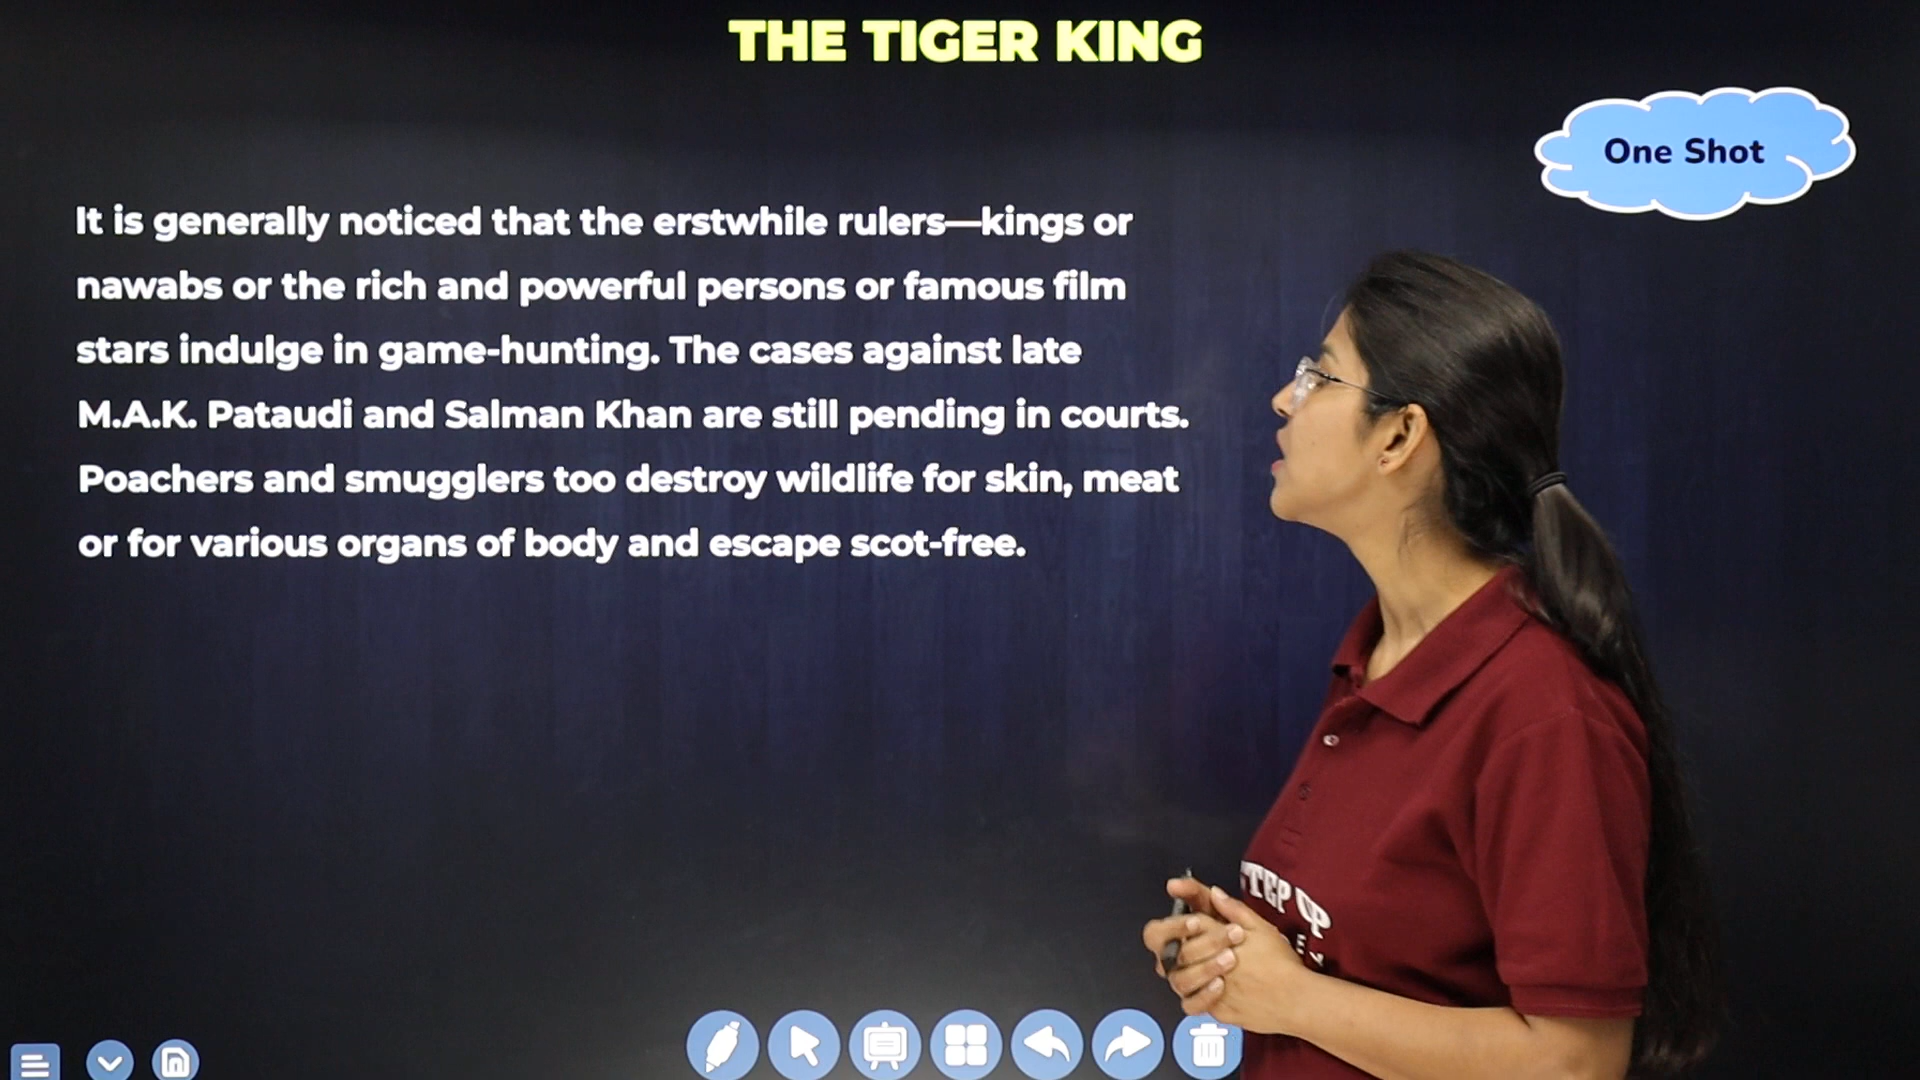 THE TIGER KING
One Shot
It is generally noticed that the erstwhile rulers—kings or
nawabs or the rich and powerful persons or famous film
stars indulge in game-hunting. The cases against late
M.A.K. Pataudi and Salman Khan are still pending in courts.
Poachers and smugglers too destroy wildlife for skin, meat
or for various organs of body and escape scot-free.
UP